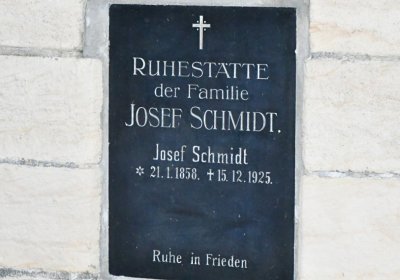 RUHESTÄTTE
der Familie
JOSEF SCHMIDT.
Josef Schmidt
* 21.1.1858. † 15.12.1925.
Ruhe in Frieden